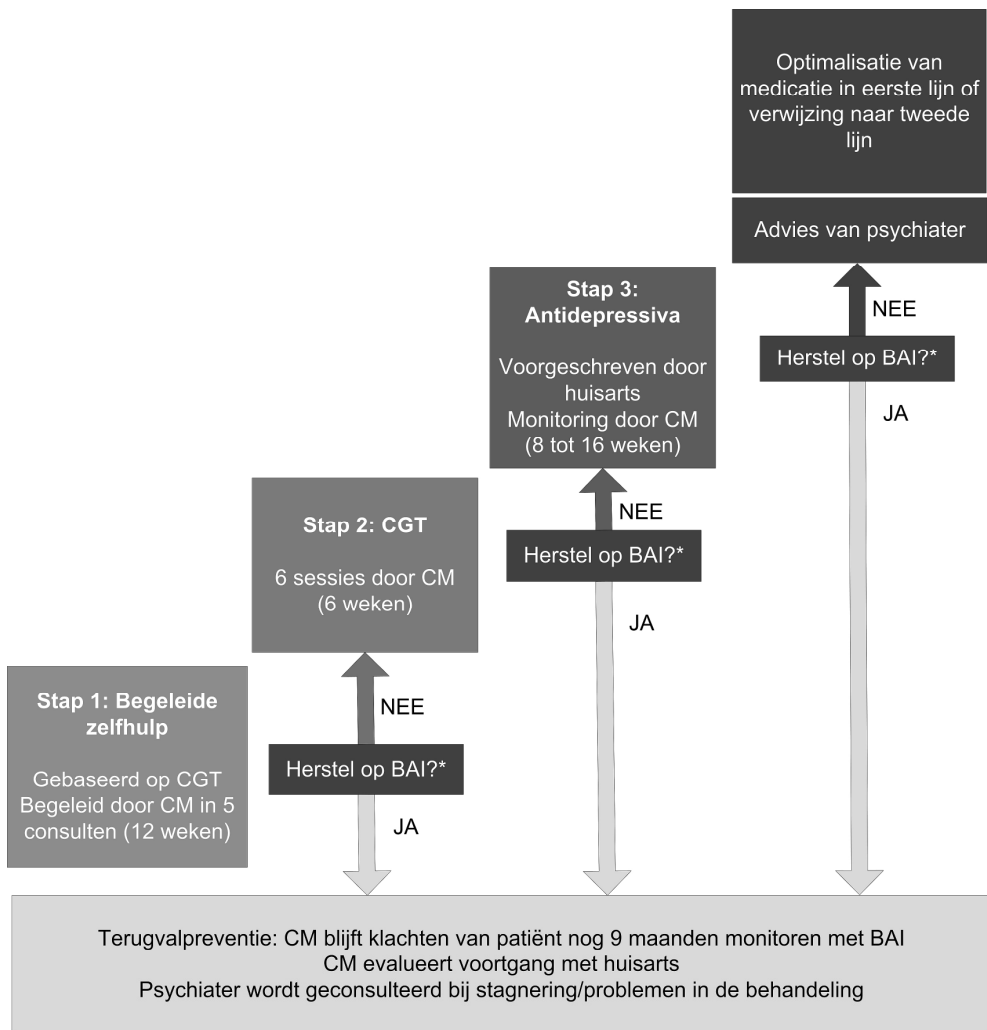 Optimalisatie van
medicatie in eerste lijn of
verwijzing naar tweede
lijn
Advies van psychiater
NEE
Herstel op BAI?*
JA
Stap 3:
Antidepressiva
Voorgeschreven door
huisarts
Monitoring door CM
(8 tot 16 weken)
NEE
Herstel op BAI?*
JA
Stap 2: CGT
6 sessies door CM
(6 weken)
NEE
Herstel op BAI?*
JA
Stap 1: Begeleide
zelfhulp
Gebaseerd op CGT
Begeleid door CM in 5
consulten (12 weken)
Terugvalpreventie: CM blijft klachten van patiënt nog 9 maanden monitoren met BAI
CM evalueert voortgang met huisarts
Psychiater wordt geconsulteerd bij stagnering/problemen in de behandeling